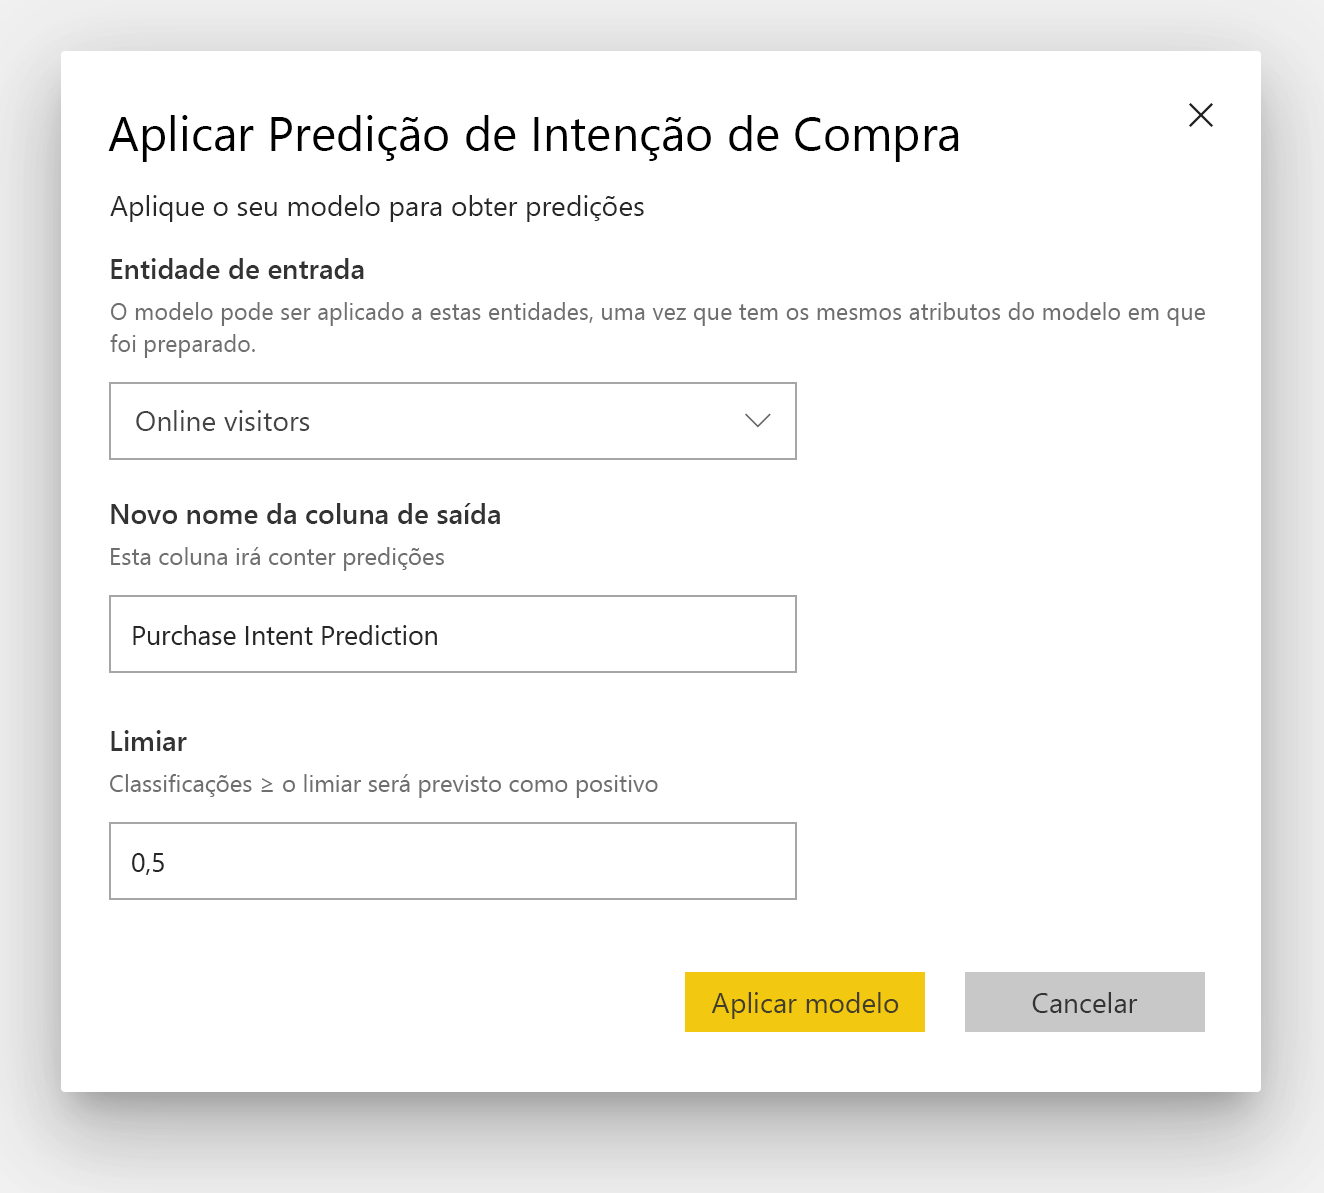 Aplicar Predição de Intenção de Compra
Aplique o seu modelo para obter predições
Entidade de entrada
O modelo pode ser aplicado a estas entidades, uma vez que tem os mesmos atributos do modelo em que
foi preparado.
Online visitors
Novo nome da coluna de saída
Esta coluna irá conter predições
Purchase Intent Prediction
Limiar
Classificações ≥ o limiar será previsto como positivo
0,5
Aplicar modelo
Cancelar